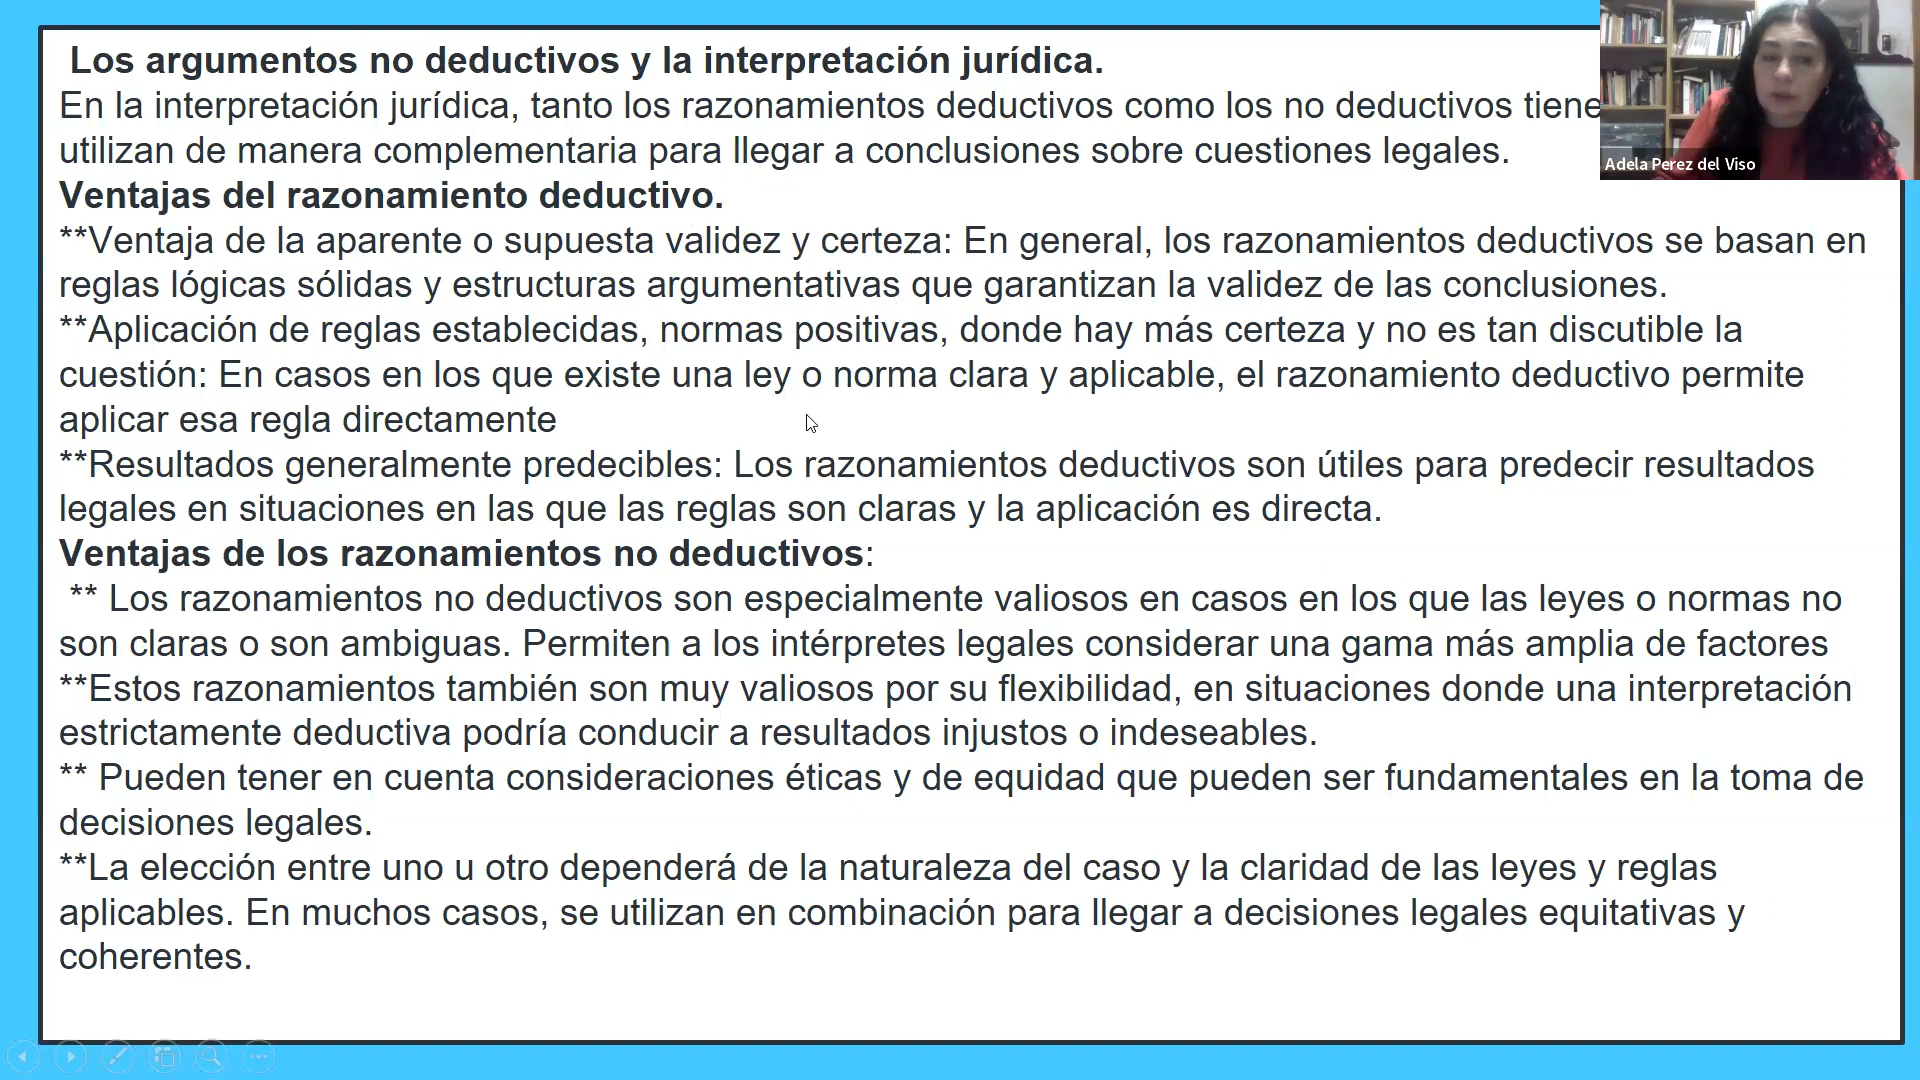 Los argumentos no deductivos y la interpretación jurídica.
En la interpretación jurídica, tanto los razonamientos deductivos como los no deductivos tiene
utilizan de manera complementaria para llegar a conclusiones sobre cuestiones legales.
Adela Perez del Viso
Ventajas del razonamiento deductivo.
**Ventaja de la aparente o supuesta validez y certeza: En general, los razonamientos deductivos se basan en
reglas lógicas sólidas y estructuras argumentativas que garantizan la validez de las conclusiones.
**Aplicación de reglas establecidas, normas positivas, donde hay más certeza y no es tan discutible la
cuestión: En casos en los que existe una ley o norma clara y aplicable, el razonamiento deductivo permite
aplicar esa regla directamente
**Resultados generalmente predecibles: Los razonamientos deductivos son útiles para predecir resultados
legales en situaciones en las que las reglas son claras y la aplicación es directa.
Ventajas de los razonamientos no deductivos:
** Los razonamientos no deductivos son especialmente valiosos en casos en los que las leyes o normas no
son claras o son ambiguas. Permiten a los intérpretes legales considerar una gama más amplia de factores
**Estos razonamientos también son muy valiosos por su flexibilidad, en situaciones donde una interpretación
estrictamente deductiva podría conducir a resultados injustos o indeseables.
** Pueden tener en cuenta consideraciones éticas y de equidad que pueden ser fundamentales en la toma de
decisiones legales.
**La elección entre uno u otro dependerá de la naturaleza del caso y la claridad de las leyes y reglas
aplicables. En muchos casos, se utilizan en combinación para llegar a decisiones legales equitativas y
coherentes.